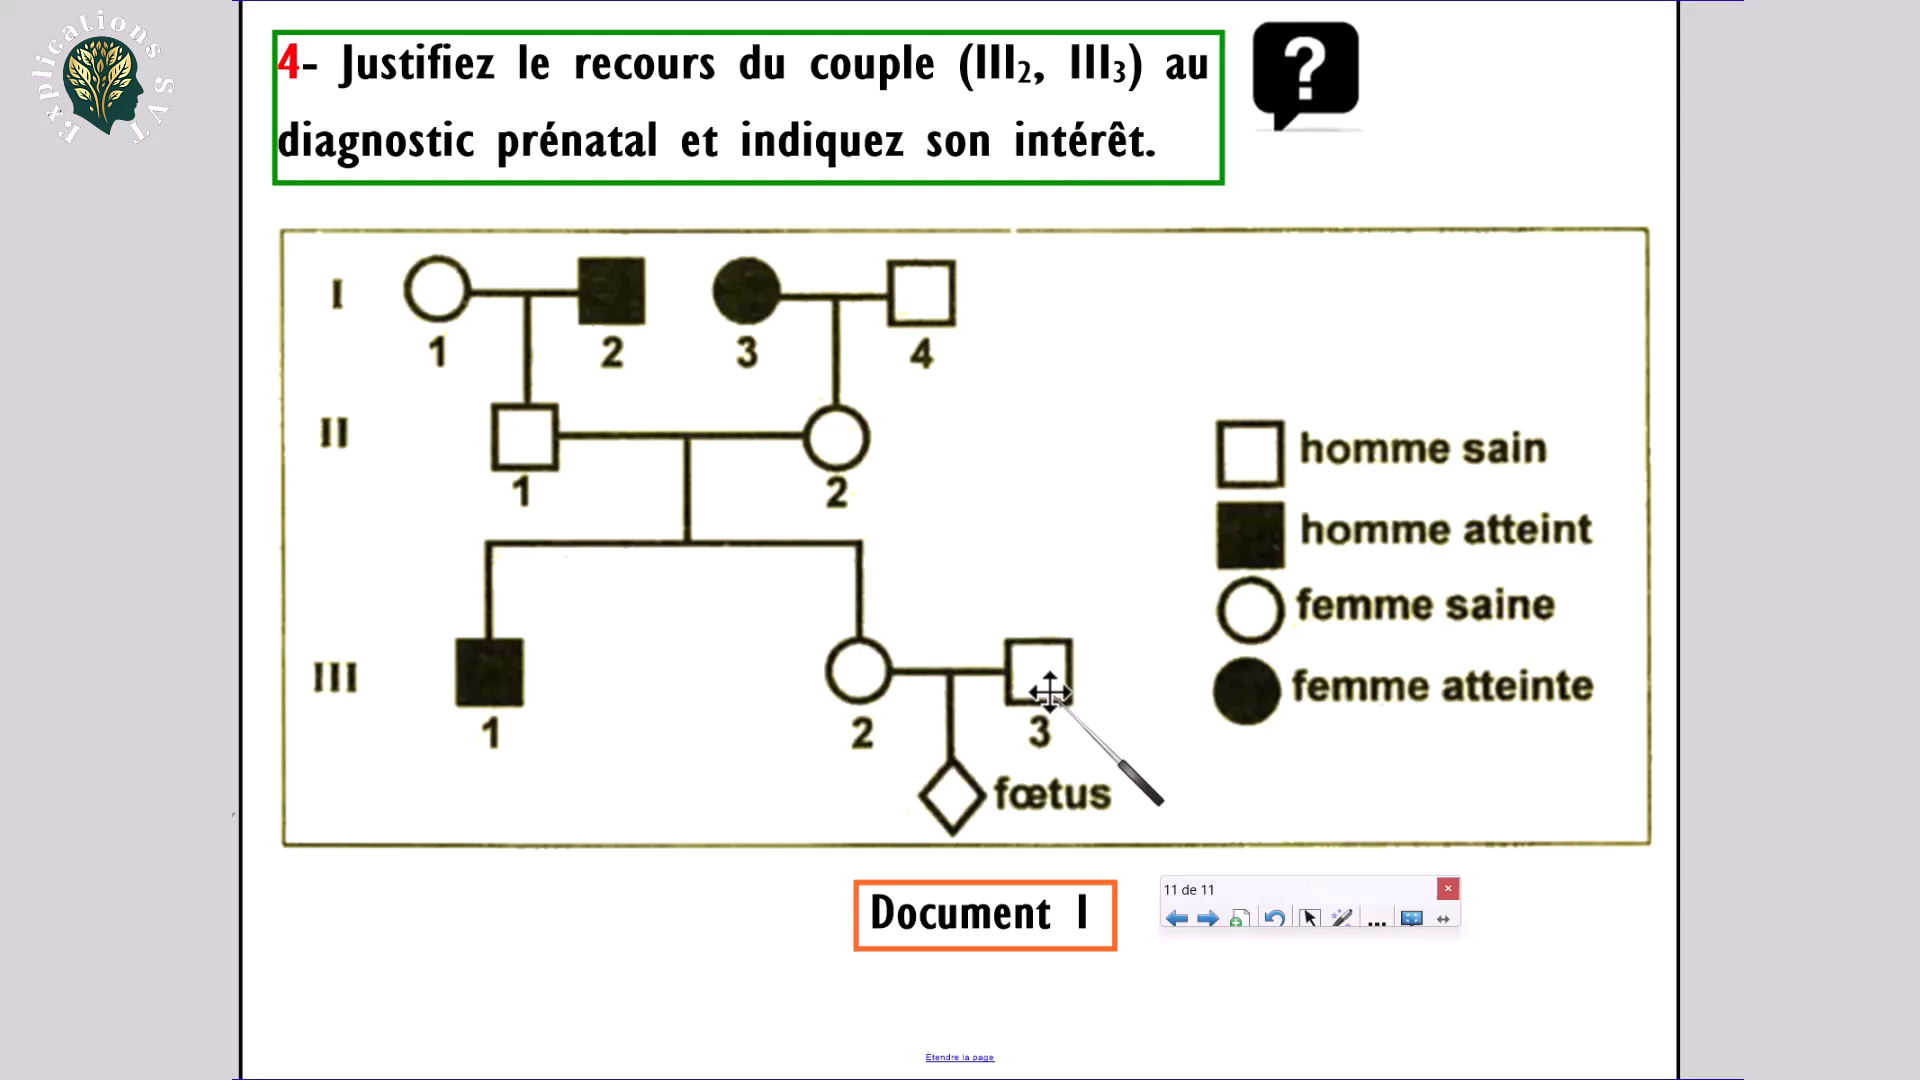 Explications SVT
4- Justifiez le recours du couple (III₂, III₃) au
diagnostic prénatal et indiquez son intérêt.
?
I
1 2 3 4
II
1 2
III
1 2 3
fœtus
homme sain
homme atteint
femme saine
femme atteinte
Document 1
11 de 11
...
Étendre la page